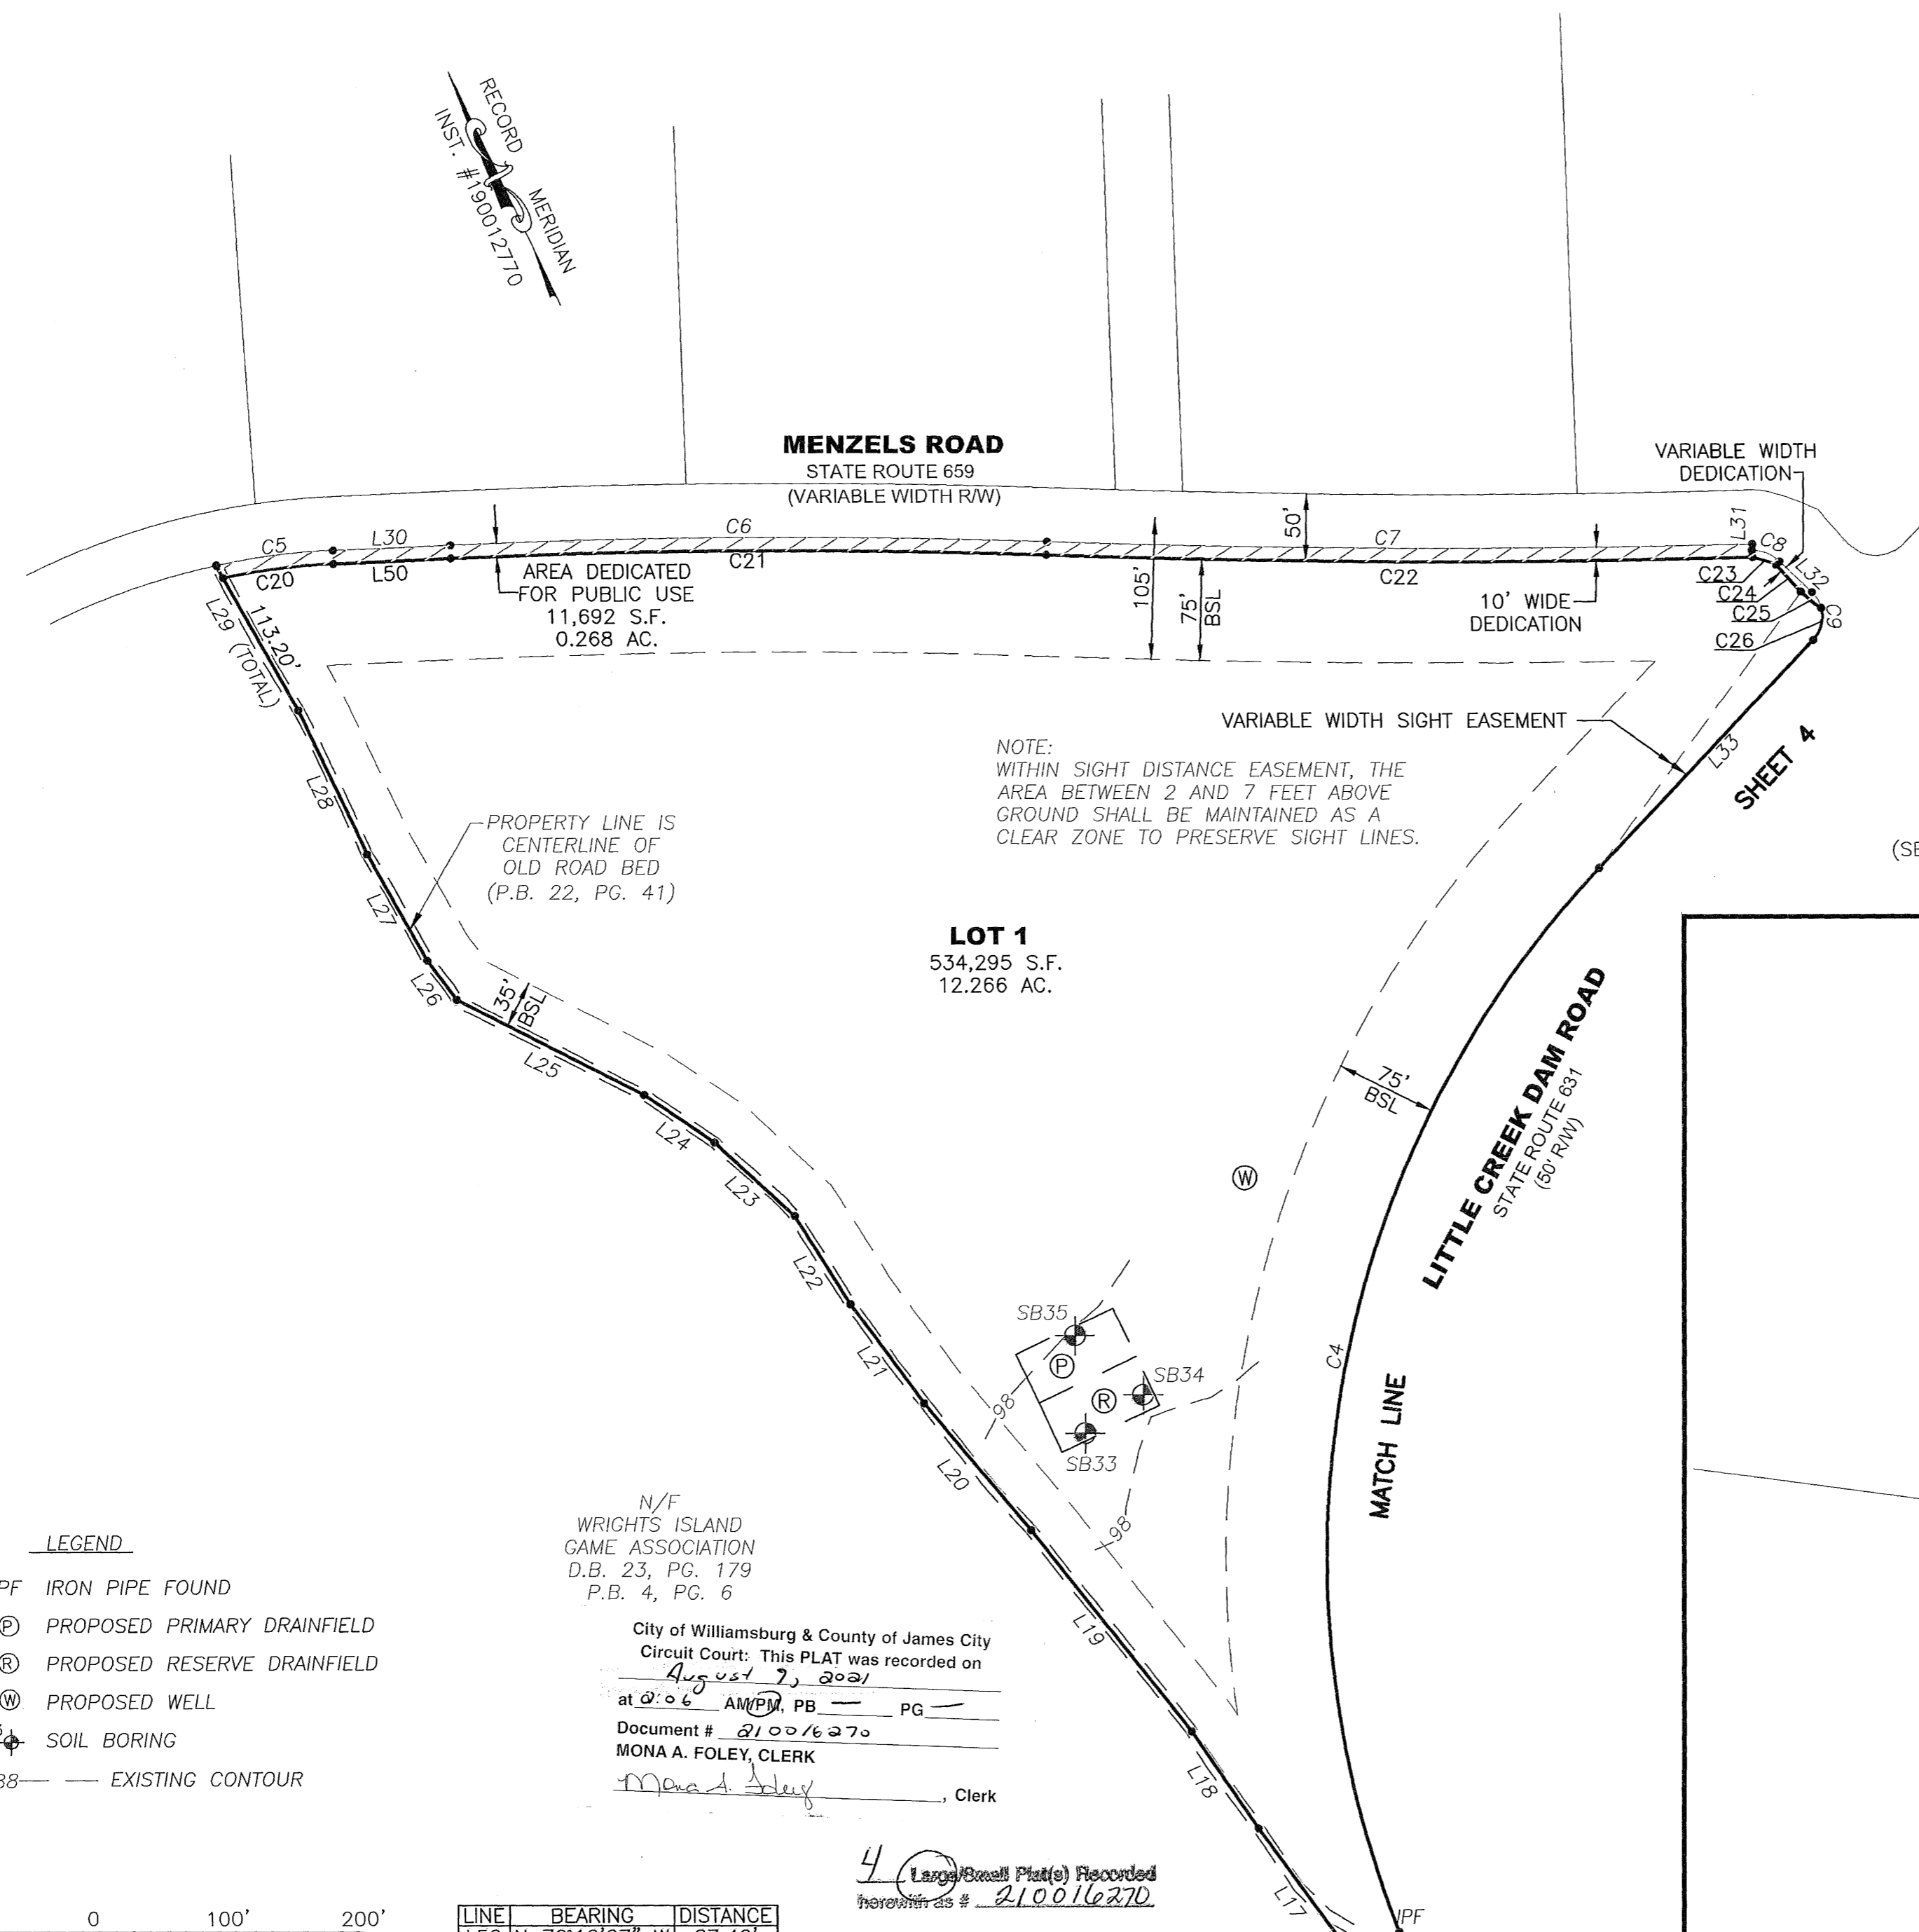 RECORD MERIDIAN
INST. #190012770
MENZELS ROAD
STATE ROUTE 659
(VARIABLE WIDTH R/W)
VARIABLE WIDTH
DEDICATION
C5
L30
C6
50'
C7
L31
C8
C20
L50
C21
C22
C23
C24
L32
C25
C9
C26
AREA DEDICATED
FOR PUBLIC USE
11,692 S.F.
0.268 AC.
105'
75'
BSL
10' WIDE
DEDICATION
113.20'
L29 (TOTAL)
VARIABLE WIDTH SIGHT EASEMENT
L33
SHEET 4
NOTE:
WITHIN SIGHT DISTANCE EASEMENT, THE
AREA BETWEEN 2 AND 7 FEET ABOVE
GROUND SHALL BE MAINTAINED AS A
CLEAR ZONE TO PRESERVE SIGHT LINES.
L28
PROPERTY LINE IS
CENTERLINE OF
OLD ROAD BED
(P.B. 22, PG. 41)
(SE
L27
LOT 1
534,295 S.F.
12.266 AC.
L26
35'
BSL
L25
75'
BSL
LITTLE CREEK DAM ROAD
STATE ROUTE 631
(50' R/W)
L24
L23
W
L22
SB35
P
SB34
R
98
SB33
C4
MATCH LINE
L21
L20
98
N/F
WRIGHTS ISLAND
GAME ASSOCIATION
D.B. 23, PG. 179
P.B. 4, PG. 6
LEGEND
PF IRON PIPE FOUND
P PROPOSED PRIMARY DRAINFIELD
R PROPOSED RESERVE DRAINFIELD
W PROPOSED WELL
SOIL BORING
88 EXISTING CONTOUR
L19
City of Williamsburg & County of James City
Circuit Court: This PLAT was recorded on
August 9, 2021
at 2:06 AM/PM, PB — PG —
Document # 210016270
MONA A. FOLEY, CLERK
Mona A. Foley, Clerk
L18
4 Large/Small Plat(s) Recorded
herewith as # 210016270
L17
IPF
0 100' 200'
LINE BEARING DISTANCE